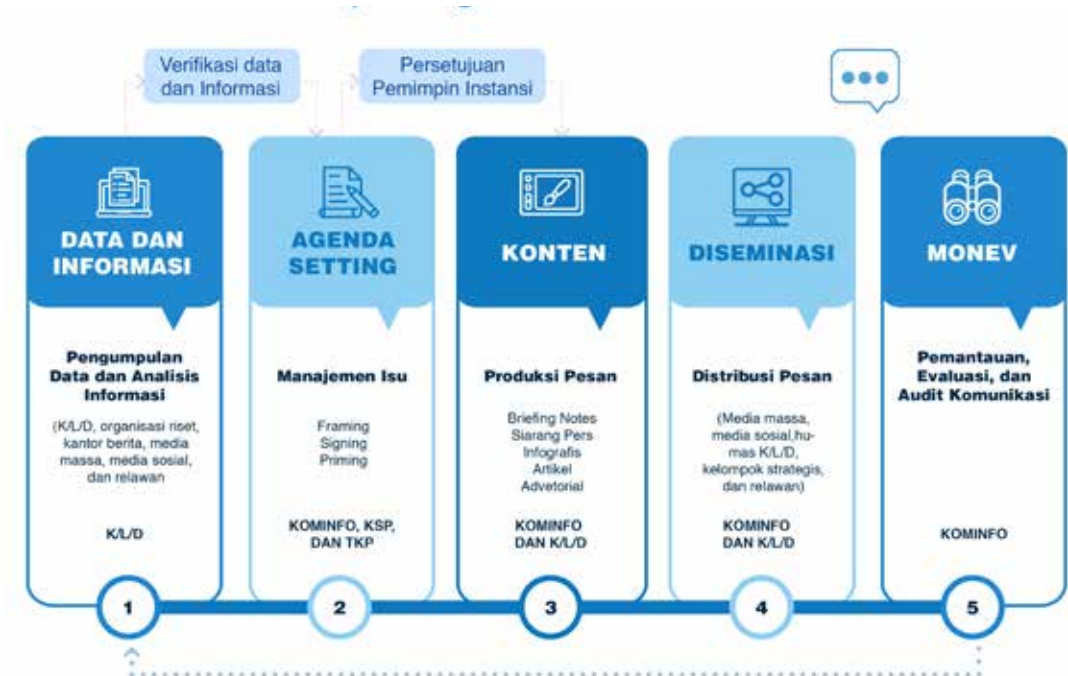 Verifikasi data
dan Informasi
Persetujuan
Pemimpin Instansi
DATA DAN
INFORMASI
Pengumpulan
Data dan Analisis
Informasi
(K/L/D, organisasi riset,
kantor berita, media
massa, media sosial,
dan relawan
K/L/D
1
AGENDA
SETTING
Manajemen Isu
Framing
Signing
Priming
KOMINFO, KSP,
DAN TKP
2
KONTEN
Produksi Pesan
Briefing Notes
Siarang Pers
Infografis
Artikel
Advetorial
KOMINFO
DAN K/L/D
3
DISEMINASI
Distribusi Pesan
(Media massa,
media sosial,hu-
mas K/L/D,
kelompok strategis,
dan relawan)
KOMINFO
DAN K/L/D
4
MONEV
Pemantauan,
Evaluasi, dan
Audit Komunikasi
KOMINFO
5